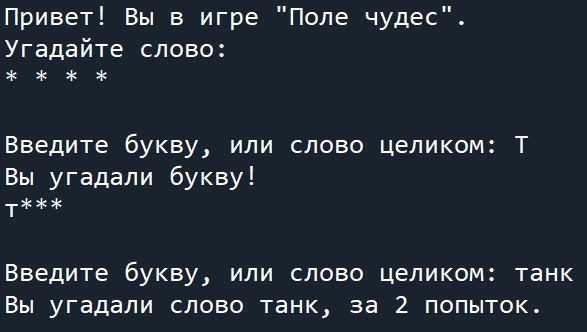 Привет! Вы в игре "Поле чудес".
Угадайте слово:
* * * *
Введите букву, или слово целиком: Т
Вы угадали букву!
т***
Введите букву, или слово целиком: танк
Вы угадали слово танк, за 2 попыток.